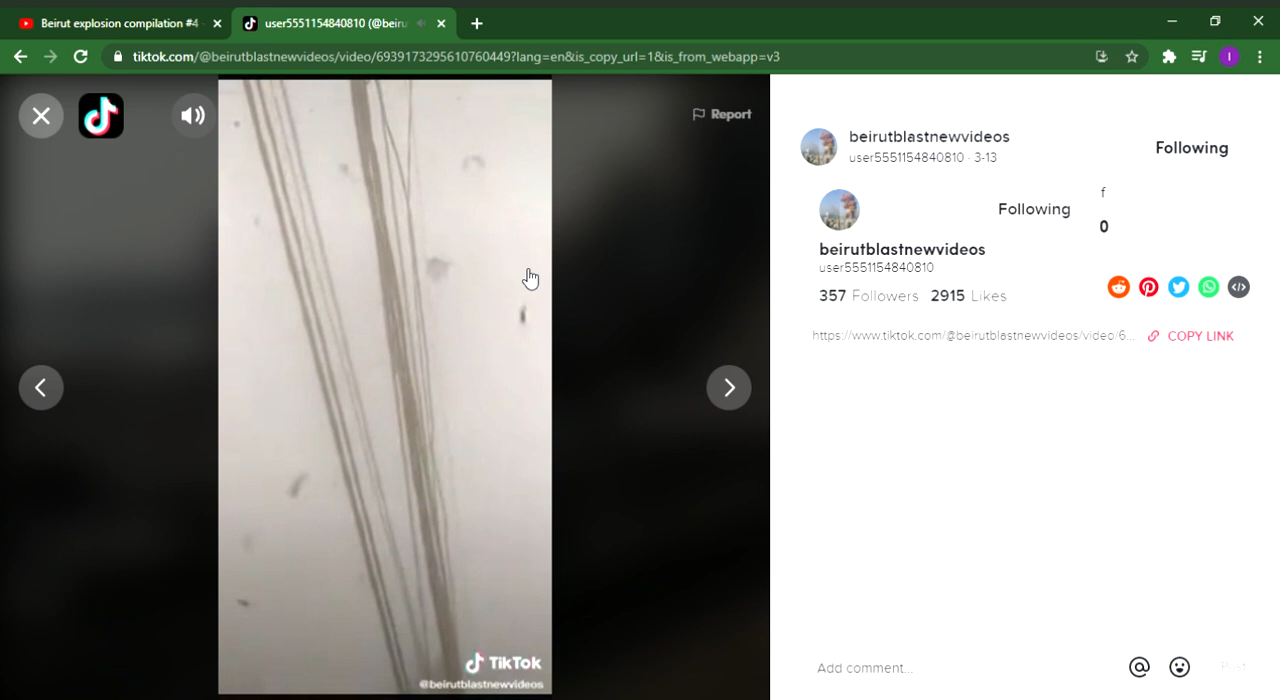 Beirut explosion compilation #4
user5551154840810 (@beiru
tiktok.com/@beirutblastnewvideos/video/6939173295610760449?lang=en&is_copy_url=1&is_from_webapp=v3
I
Report
beirutblastnewvideos
user5551154840810 · 3-13
Following
Following
f
0
beirutblastnewvideos
user5551154840810
357 Followers 2915 Likes
https://www.tiktok.com/@beirutblastnewvideos/video/6...
COPY LINK
TikTok
@beirutblastnewvideos
Add comment...
Post